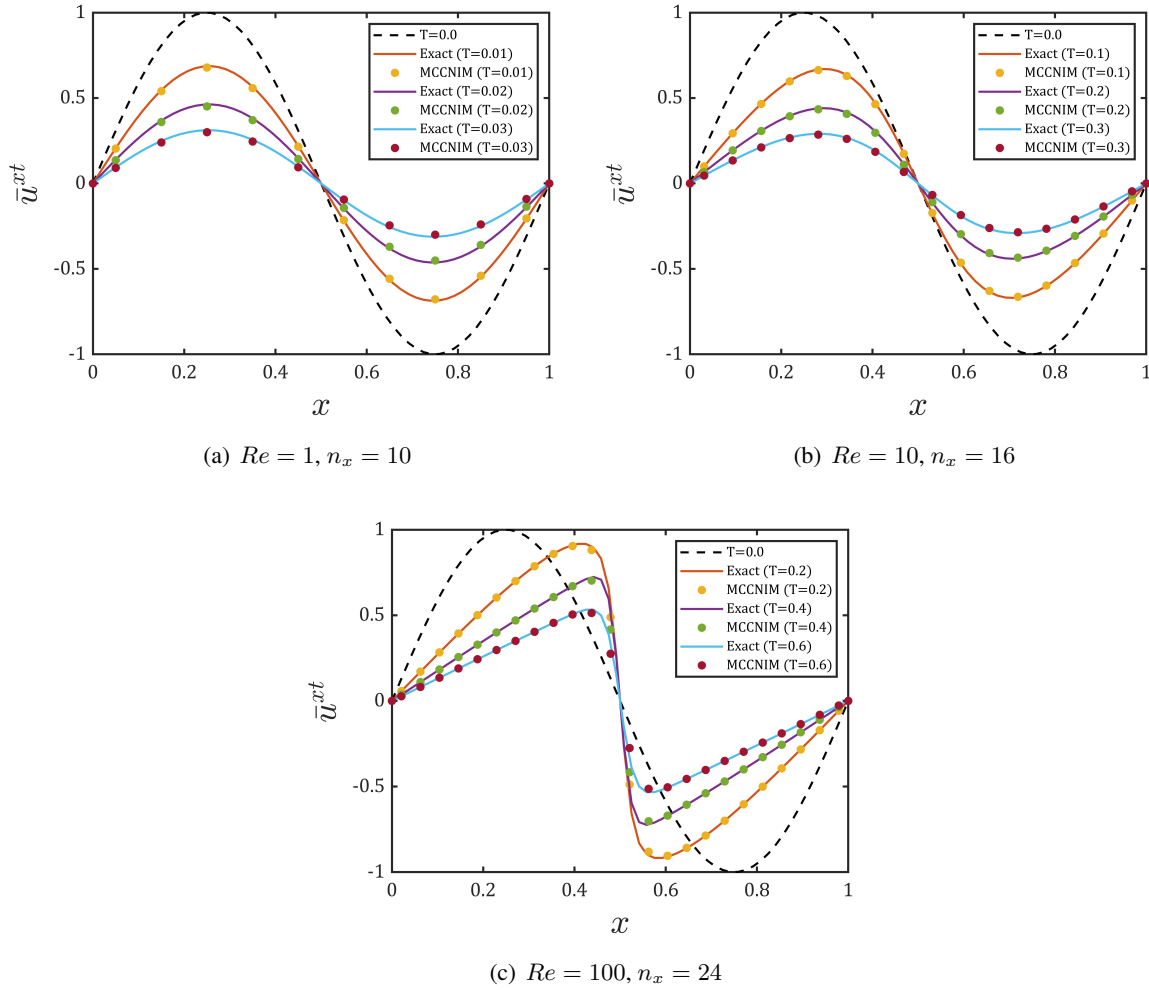 1
0.5
0
-0.5
-1
0 0.2 0.4 0.6 0.8 1
x
ū^{xt}
T=0.0
Exact (T=0.01)
MCCNIM (T=0.01)
Exact (T=0.02)
MCCNIM (T=0.02)
Exact (T=0.03)
MCCNIM (T=0.03)
(a) Re = 1, n_x = 10
1
0.5
0
-0.5
-1
0 0.2 0.4 0.6 0.8 1
x
ū^{xt}
T=0.0
Exact (T=0.1)
MCCNIM (T=0.1)
Exact (T=0.2)
MCCNIM (T=0.2)
Exact (T=0.3)
MCCNIM (T=0.3)
(b) Re = 10, n_x = 16
1
0.5
0
-0.5
-1
0 0.2 0.4 0.6 0.8 1
x
ū^{xt}
T=0.0
Exact (T=0.2)
MCCNIM (T=0.2)
Exact (T=0.4)
MCCNIM (T=0.4)
Exact (T=0.6)
MCCNIM (T=0.6)
(c) Re = 100, n_x = 24